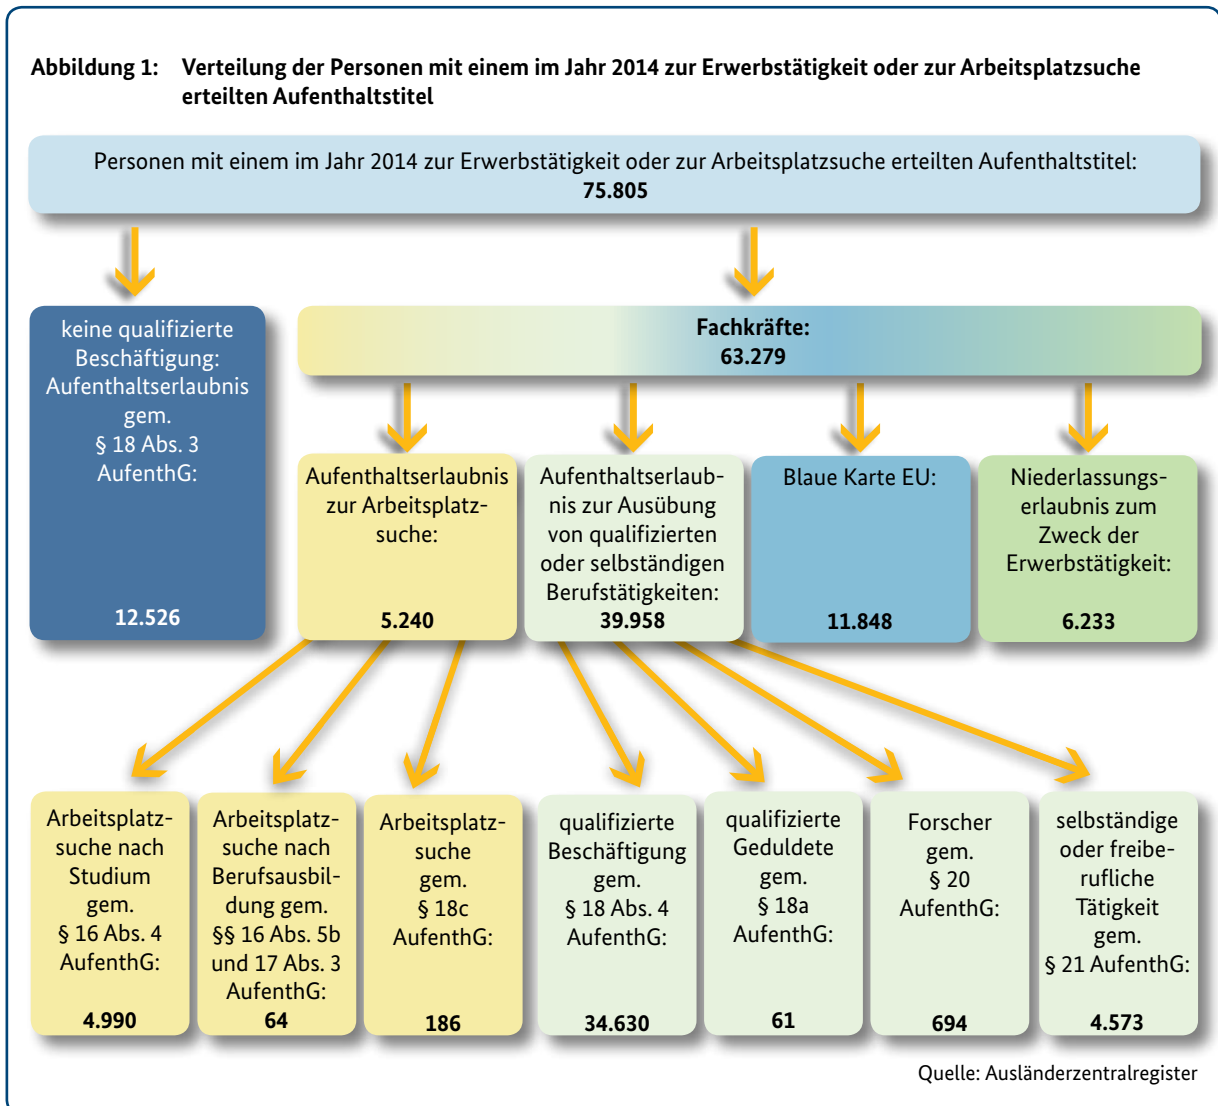 Abbildung 1: Verteilung der Personen mit einem im Jahr 2014 zur Erwerbstätigkeit oder zur Arbeitsplatzsuche
erteilten Aufenthaltstitel
Personen mit einem im Jahr 2014 zur Erwerbstätigkeit oder zur Arbeitsplatzsuche erteilten Aufenthaltstitel:
75.805
keine qualifizierte
Beschäftigung:
Aufenthaltserlaubnis
gem.
§ 18 Abs. 3
AufenthG:
12.526
Fachkräfte:
63.279
Aufenthaltserlaubnis
zur Arbeitsplatz-
suche:
5.240
Aufenthaltserlaub-
nis zur Ausübung
von qualifizierten
oder selbständigen
Berufstätigkeiten:
39.958
Blaue Karte EU:
11.848
Niederlassungs-
erlaubnis zum
Zweck der
Erwerbstätigkeit:
6.233
Arbeitsplatz-
suche nach
Studium
gem.
§ 16 Abs. 4
AufenthG:
4.990
Arbeitsplatz-
suche nach
Berufsausbil-
dung gem.
§§ 16 Abs. 5b
und 17 Abs. 3
AufenthG:
64
Arbeitsplatz-
suche
gem.
§ 18c
AufenthG:
186
qualifizierte
Beschäftigung
gem.
§ 18 Abs. 4
AufenthG:
34.630
qualifizierte
Geduldete
gem.
§ 18a
AufenthG:
61
Forscher
gem.
§ 20
AufenthG:
694
selbständige
oder freibe-
rufliche
Tätigkeit
gem.
§ 21 AufenthG:
4.573
Quelle: Ausländerzentralregister